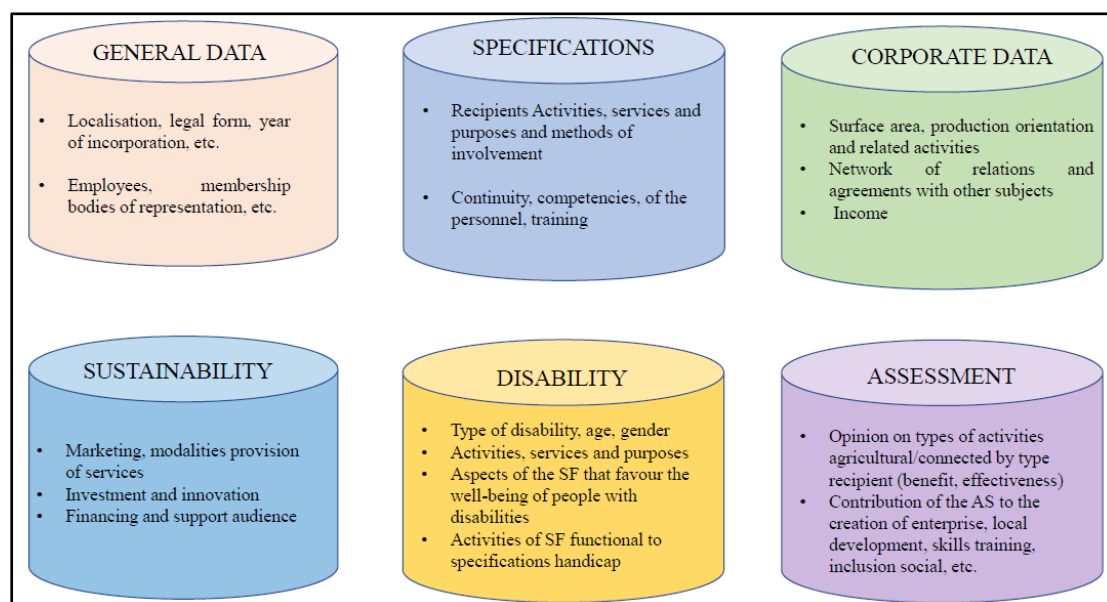 GENERAL DATA
• Localisation, legal form, year
of incorporation, etc.
• Employees, membership
bodies of representation, etc.
SPECIFICATIONS
• Recipients Activities, services and
purposes and methods of
involvement
• Continuity, competencies, of the
personnel, training
CORPORATE DATA
• Surface area, production orientation
and related activities
• Network of relations and
agreements with other subjects
• Income
SUSTAINABILITY
• Marketing, modalities provision
of services
• Investment and innovation
• Financing and support audience
DISABILITY
• Type of disability, age, gender
• Activities, services and purposes
• Aspects of the SF that favour the
well-being of people with
disabilities
• Activities of SF functional to
specifications handicap
ASSESSMENT
• Opinion on types of activities
agricultural/connected by type
recipient (benefit, effectiveness)
• Contribution of the AS to the
creation of enterprise, local
development, skills training,
inclusion social, etc.